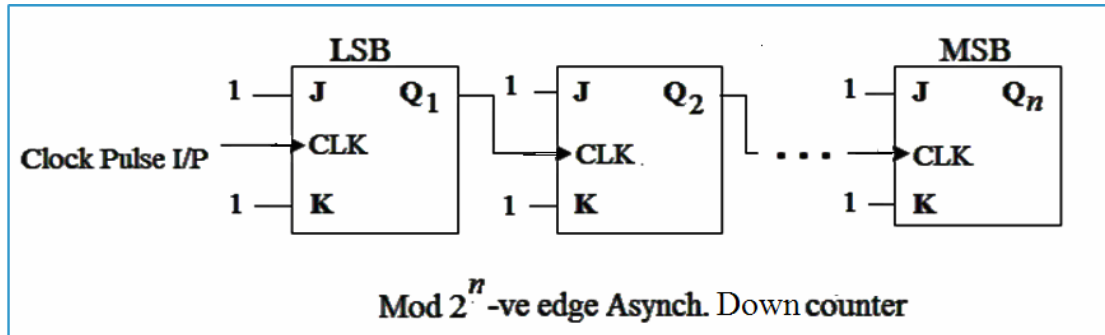 LSB
MSB
1 J Q1 1 J Q2 1 J Qn
Clock Pulse I/P CLK CLK . . . CLK
1 K 1 K 1 K
Mod 2^n -ve edge Asynch. Down counter